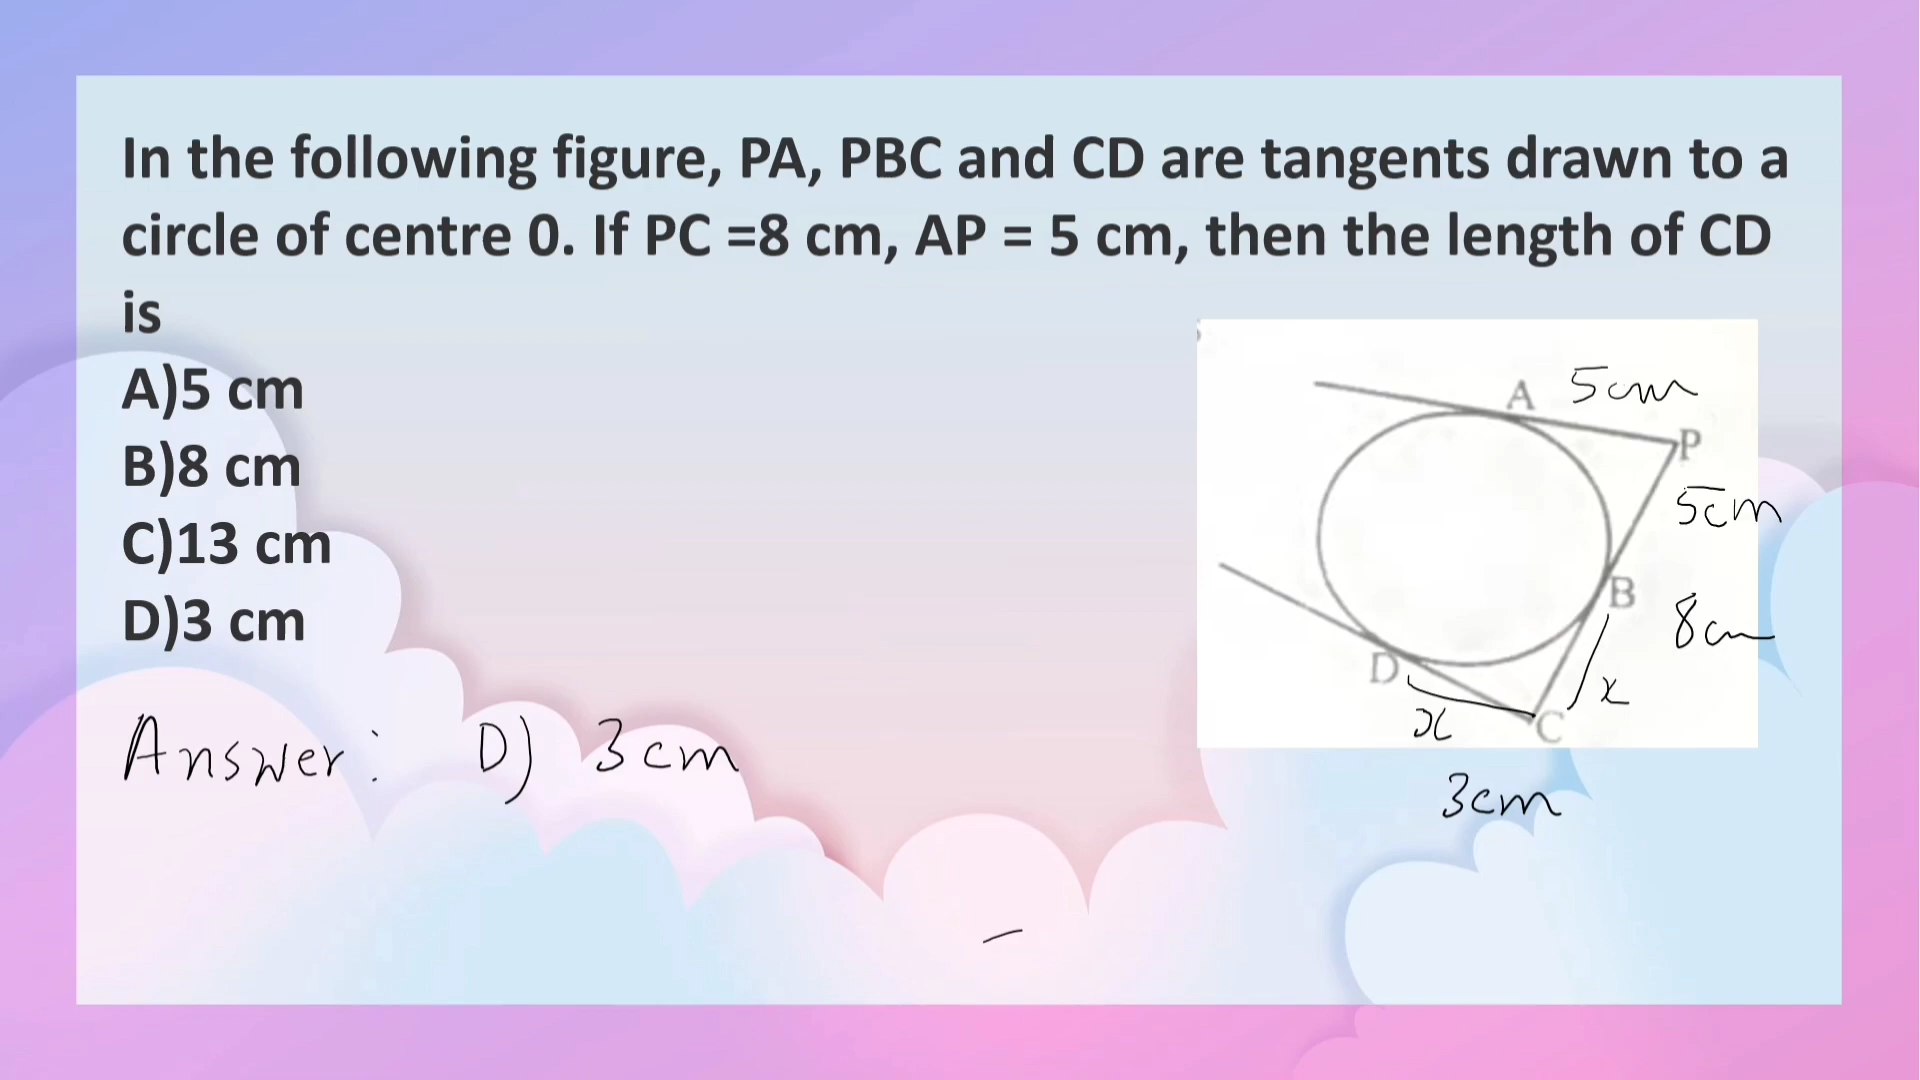 In the following figure, PA, PBC and CD are tangents drawn to a
circle of centre 0. If PC =8 cm, AP = 5 cm, then the length of CD
is
A)5 cm
B)8 cm
C)13 cm
D)3 cm
Answer: D) 3cm
A 5cm
P
5cm
B
8cm
D
x
x
C
3cm